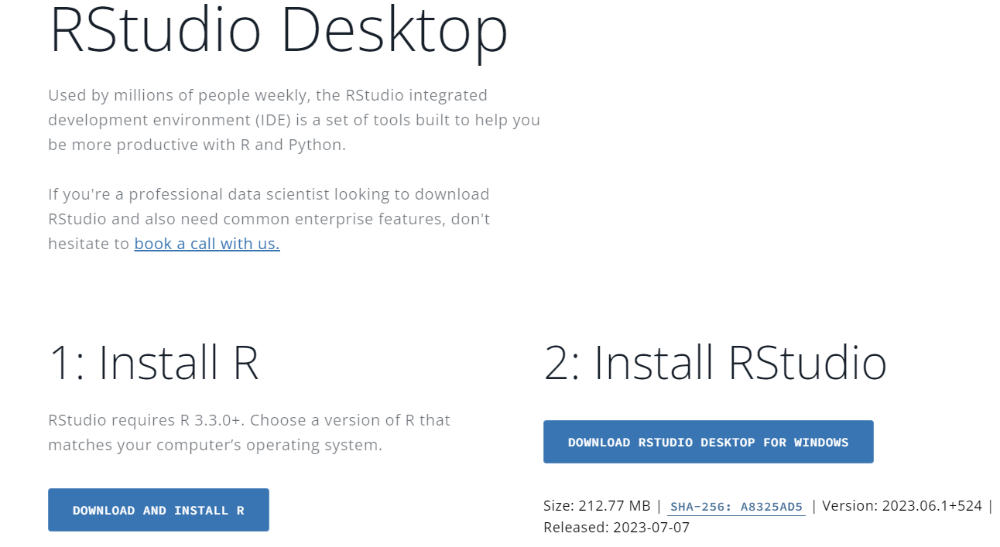 RStudio Desktop
Used by millions of people weekly, the RStudio integrated
development environment (IDE) is a set of tools built to help you
be more productive with R and Python.
If you're a professional data scientist looking to download
RStudio and also need common enterprise features, don't
hesitate to book a call with us.
1: Install R
RStudio requires R 3.3.0+. Choose a version of R that
matches your computer’s operating system.
DOWNLOAD AND INSTALL R
2: Install RStudio
DOWNLOAD RSTUDIO DESKTOP FOR WINDOWS
Size: 212.77 MB | SHA-256: A8325AD5 | Version: 2023.06.1+524 |
Released: 2023-07-07